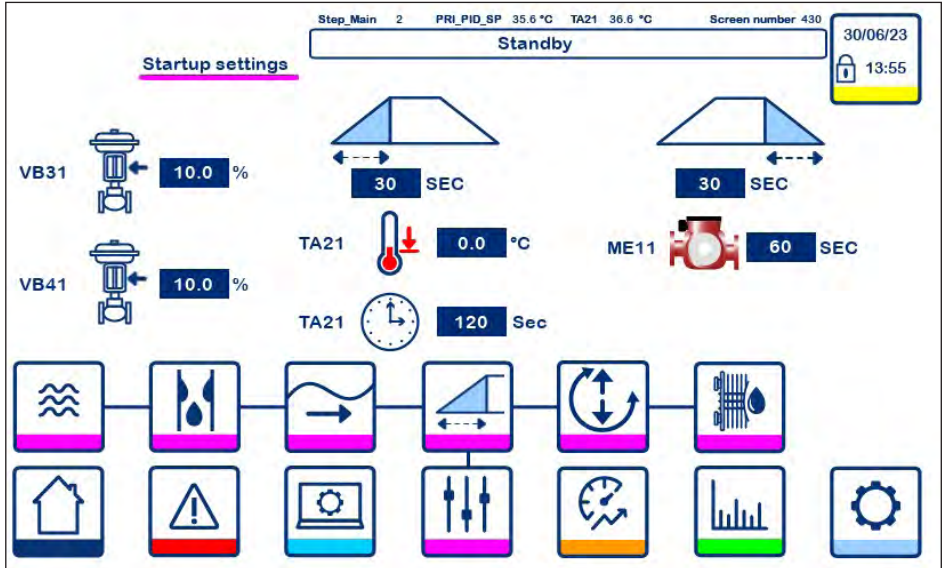 Step_Main 2 PRI_PID_SP 35.6 °C TA21 36.6 °C Screen number 430
Standby
30/06/23
13:55
Startup settings
VB31 10.0 %
30 SEC
30 SEC
TA21 0.0 °C
ME11 60 SEC
VB41 10.0 %
TA21 120 Sec